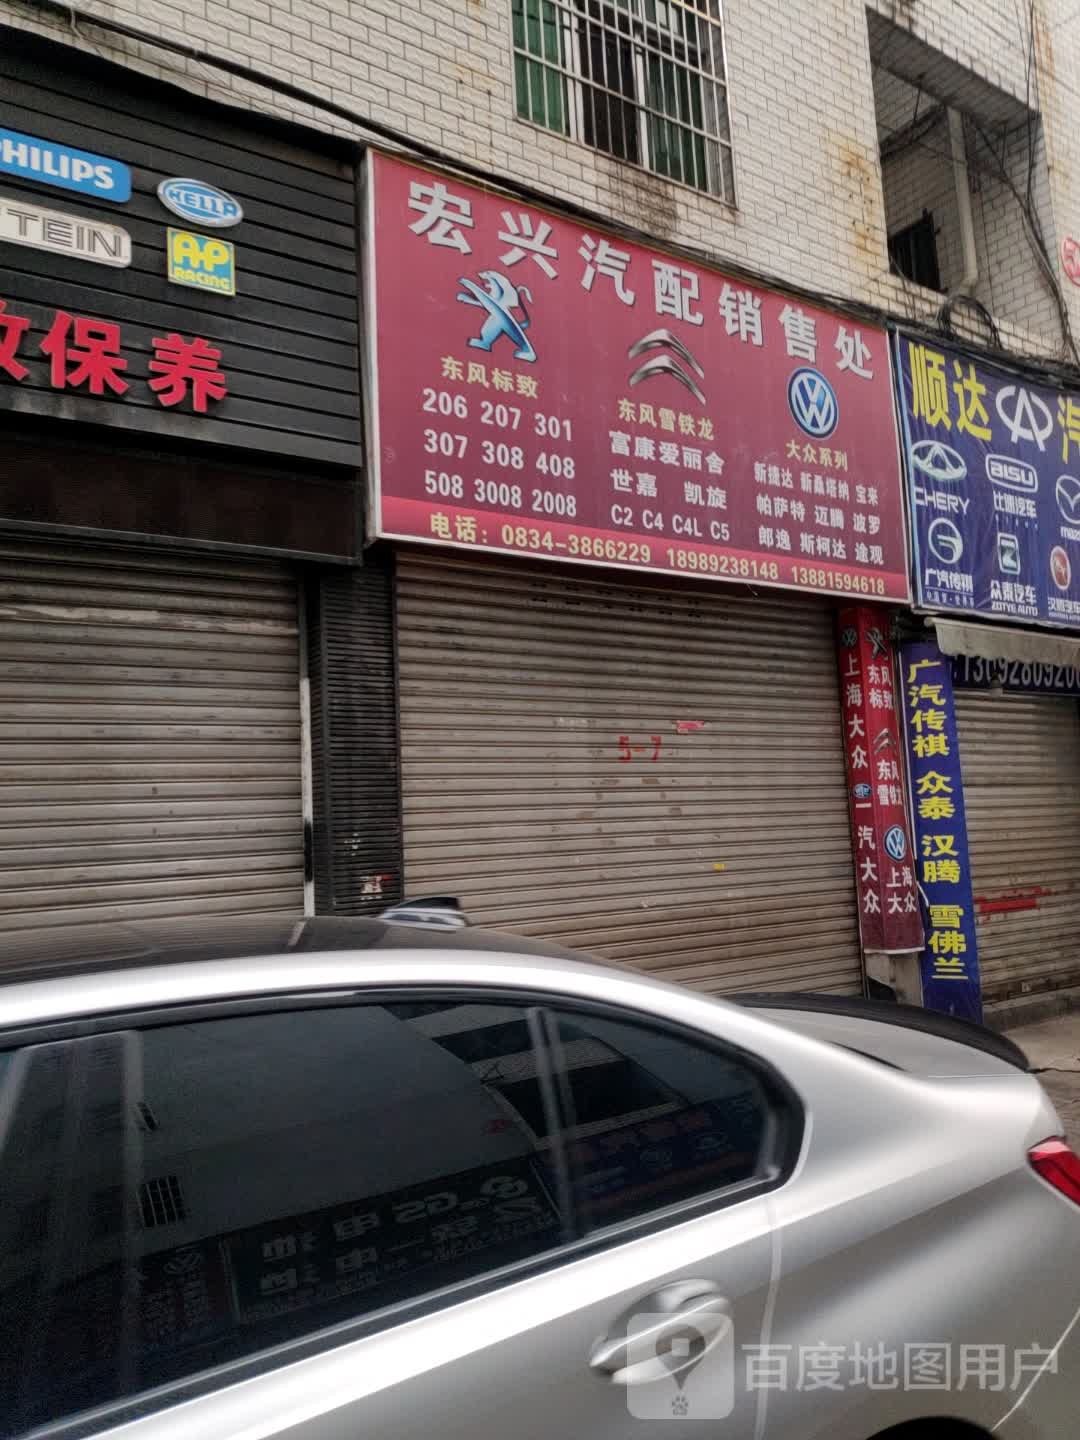 PHILIPS
HELLA
TEIN
A-P
RACING
保养
宏兴汽配销售处
东风标致
206 207 301
307 308 408
508 3008 2008
东风雪铁龙
富康爱丽舍
世嘉 凯旋
C2 C4 C4L C5
大众系列
新捷达 新桑塔纳 宝来
帕萨特 迈腾 波罗
郎逸 斯柯达 途观
电话：0834-3866229 18989238148 13881594618
顺达
汽
CHERY
BISU
比速汽车
广汽传祺
众泰汽车
ZOTYE AUTO
汉腾汽车
5-7
上海大众
一汽大众
东风标致
东风雪铁龙
上海大众
广汽传祺 众泰 汉腾 雪佛兰
百度地图用户